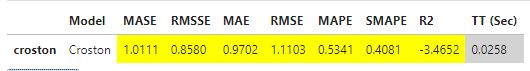 Model MASE RMSSE MAE RMSE MAPE SMAPE R2 TT (Sec)
croston Croston 1.0111 0.8580 0.9702 1.1103 0.5341 0.4081 -3.4652 0.0258